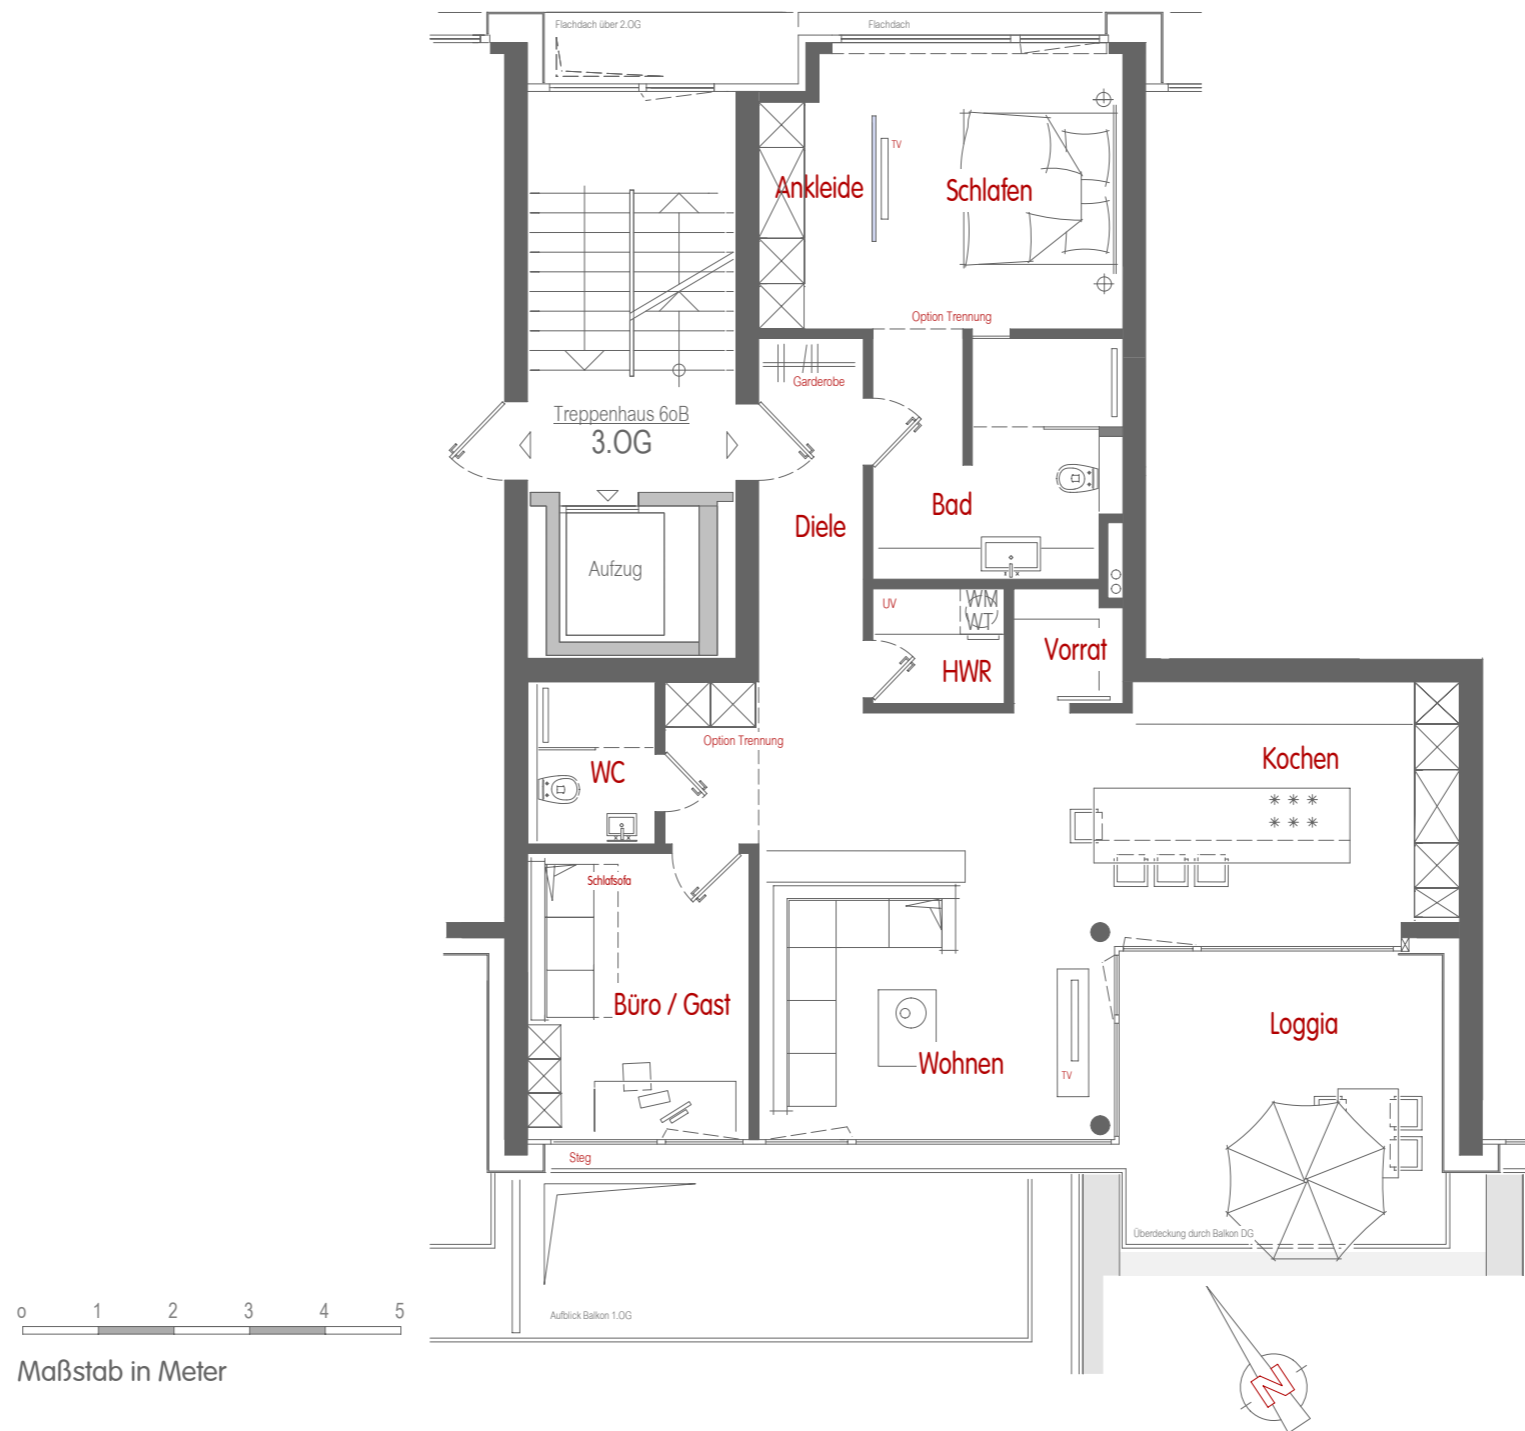 Flachdach über 2.OG
Flachdach
TV
Ankleide
Schlafen
Option Trennung
Garderobe
Treppenhaus 6oB
3.OG
Bad
Diele
Aufzug
UV
WM
WT
Vorrat
HWR
Option Trennung
Kochen
WC
Schlafsofa
Büro / Gast
Loggia
Wohnen
TV
Steg
Überdeckung durch Balkon DG
Aufblick Balkon 1.OG
o 1 2 3 4 5
Maßstab in Meter
N